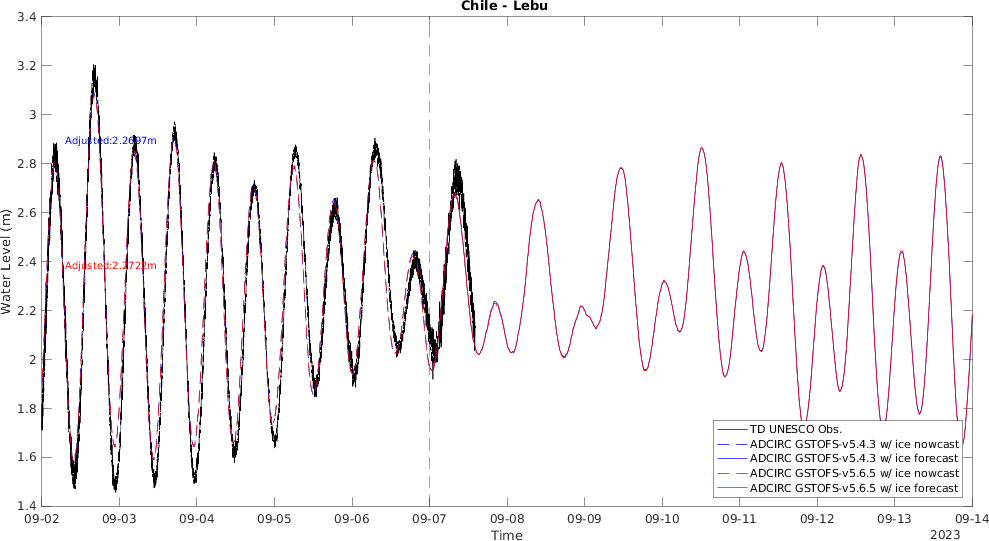 Chile - Lebu
3.4
3.2
3
2.8
2.6
2.4
2.2
2
1.8
1.6
1.4
Water Level (m)
Adjusted:2.2697m
Adjusted:2.2722m
TD UNESCO Obs.
ADCIRC GSTOFS-v5.4.3 w/ ice nowcast
ADCIRC GSTOFS-v5.4.3 w/ ice forecast
ADCIRC GSTOFS-v5.6.5 w/ ice nowcast
ADCIRC GSTOFS-v5.6.5 w/ ice forecast
09-02 09-03 09-04 09-05 09-06 09-07 09-08 09-09 09-10 09-11 09-12 09-13 09-14
Time
2023